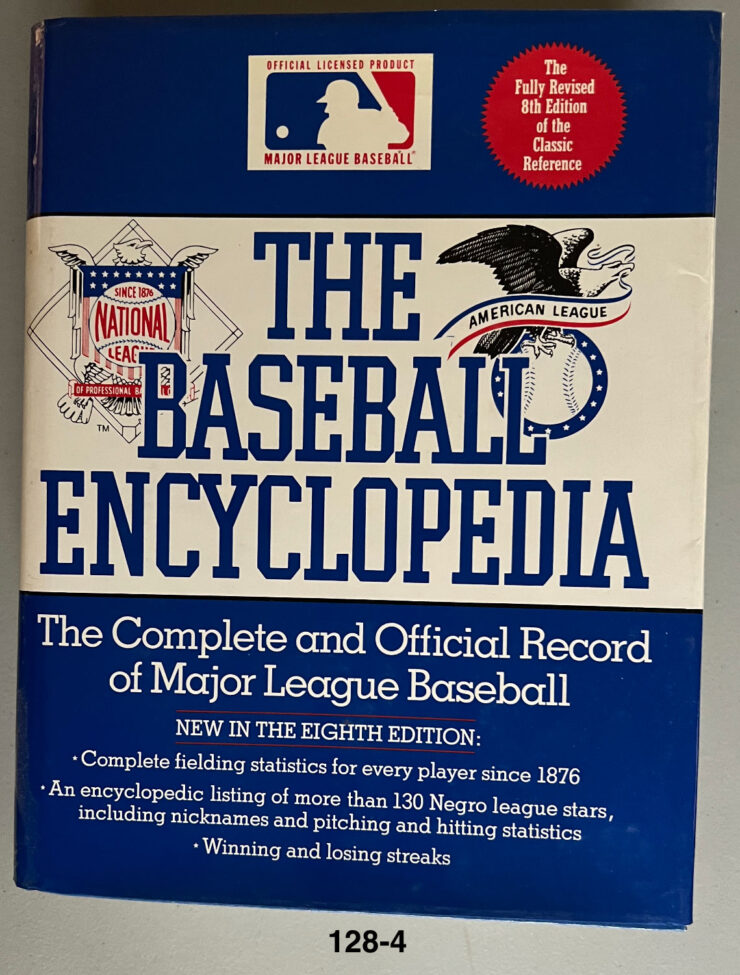 OFFICIAL LICENSED PRODUCT
MAJOR LEAGUE BASEBALL
The
Fully Revised
8th Edition
of the
Classic
Reference
SINCE 1876
NATIONAL
LEAG
OF PROFESSIONAL B
TM
AMERICAN LEAGUE
THE
BASEBALL
ENCYCLOPEDIA
The Complete and Official Record
of Major League Baseball
NEW IN THE EIGHTH EDITION:
* Complete fielding statistics for every player since 1876
* An encyclopedic listing of more than 130 Negro league stars,
including nicknames and pitching and hitting statistics
* Winning and losing streaks
128-4